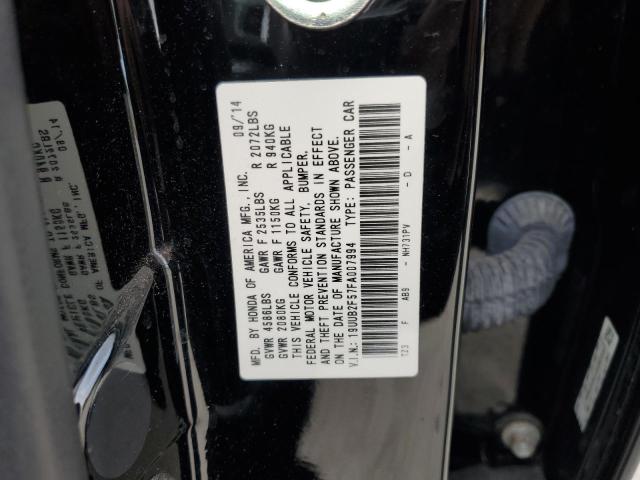 MFD. BY HONDA OF AMERICA MFG., INC. 09/'14
GVWR 4586LBS GAWR F 2535LBS R 2072LBS
GVWR 2080KG GAWR F 1150KG R 940KG
THIS VEHICLE CONFORMS TO ALL APPLICABLE
FEDERAL MOTOR VEHICLE SAFETY, BUMPER,
AND THEFT PREVENTION STANDARDS IN EFFECT
ON THE DATE OF MANUFACTURE SHOWN ABOVE.
V.I.N.: 19UUB2F57FA007994 TYPE: PASSENGER CAR
T23 F AB9 - NH731PV - D - A